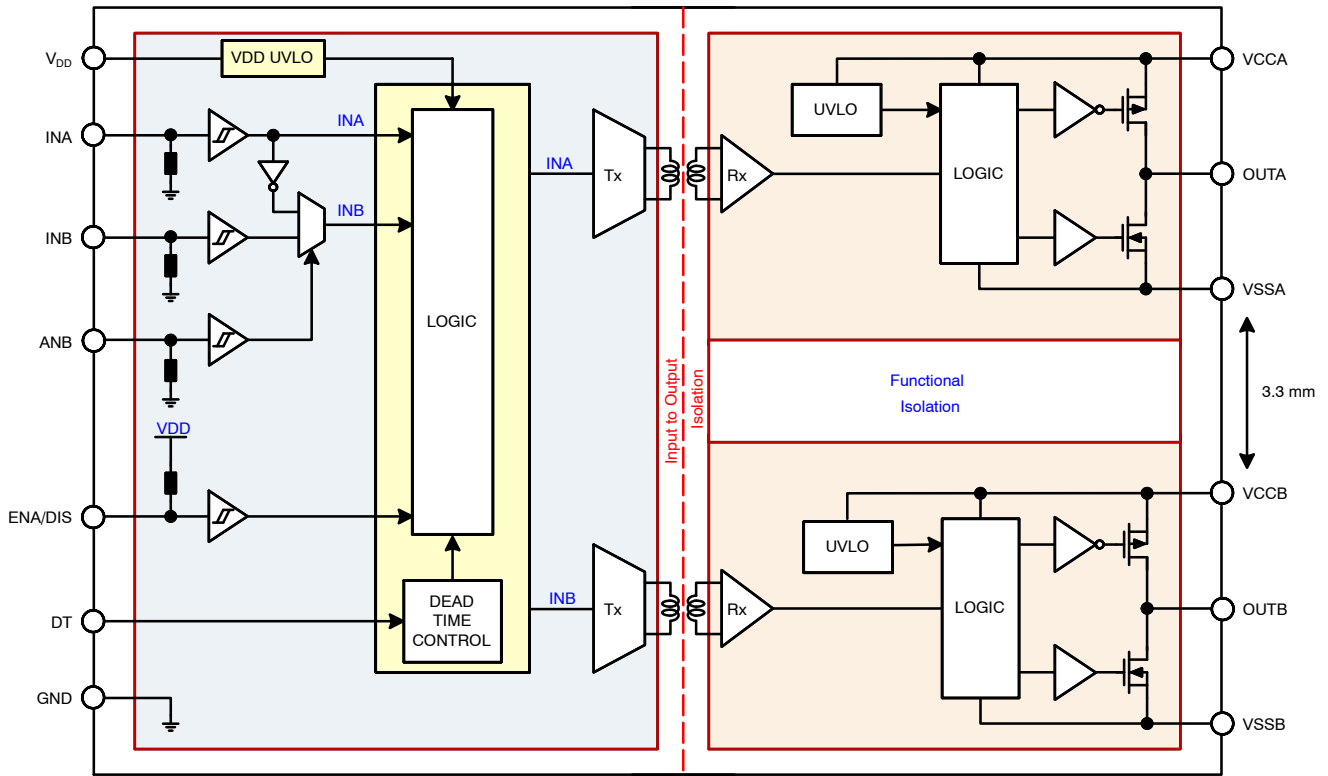 VDD
VDD UVLO
INA
INA
INB
INB
ANB
VDD
ENA/DIS
DT
GND
LOGIC
DEAD
TIME
CONTROL
INA
Tx
INB
Tx
Input to Output
Isolation
Rx
UVLO
LOGIC
VCCA
OUTA
VSSA
Functional
Isolation
3.3 mm
Rx
UVLO
LOGIC
VCCB
OUTB
VSSB